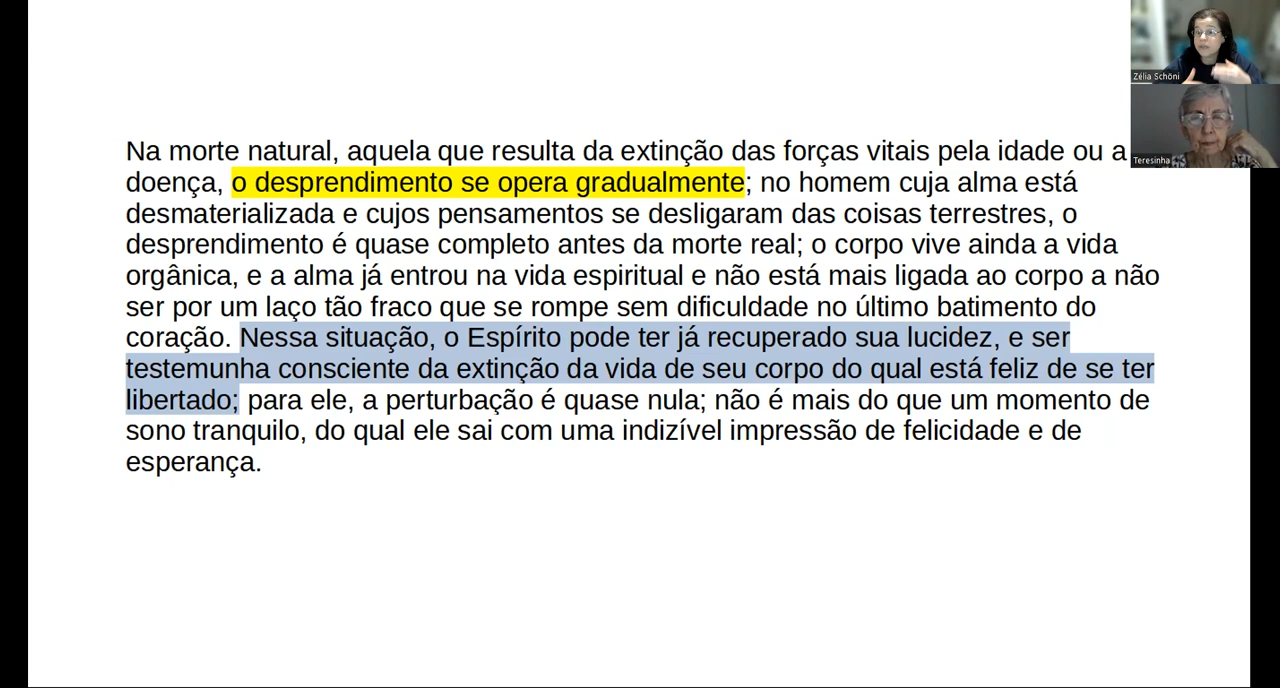 Na morte natural, aquela que resulta da extinção das forças vitais pela idade ou a
doença, o desprendimento se opera gradualmente; no homem cuja alma está
desmaterializada e cujos pensamentos se desligaram das coisas terrestres, o
desprendimento é quase completo antes da morte real; o corpo vive ainda a vida
orgânica, e a alma já entrou na vida espiritual e não está mais ligada ao corpo a não
ser por um laço tão fraco que se rompe sem dificuldade no último batimento do
coração. Nessa situação, o Espírito pode ter já recuperado sua lucidez, e ser
testemunha consciente da extinção da vida de seu corpo do qual está feliz de se ter
libertado; para ele, a perturbação é quase nula; não é mais do que um momento de
sono tranquilo, do qual ele sai com uma indizível impressão de felicidade e de
esperança.
Zélia Schöni
Teresinha